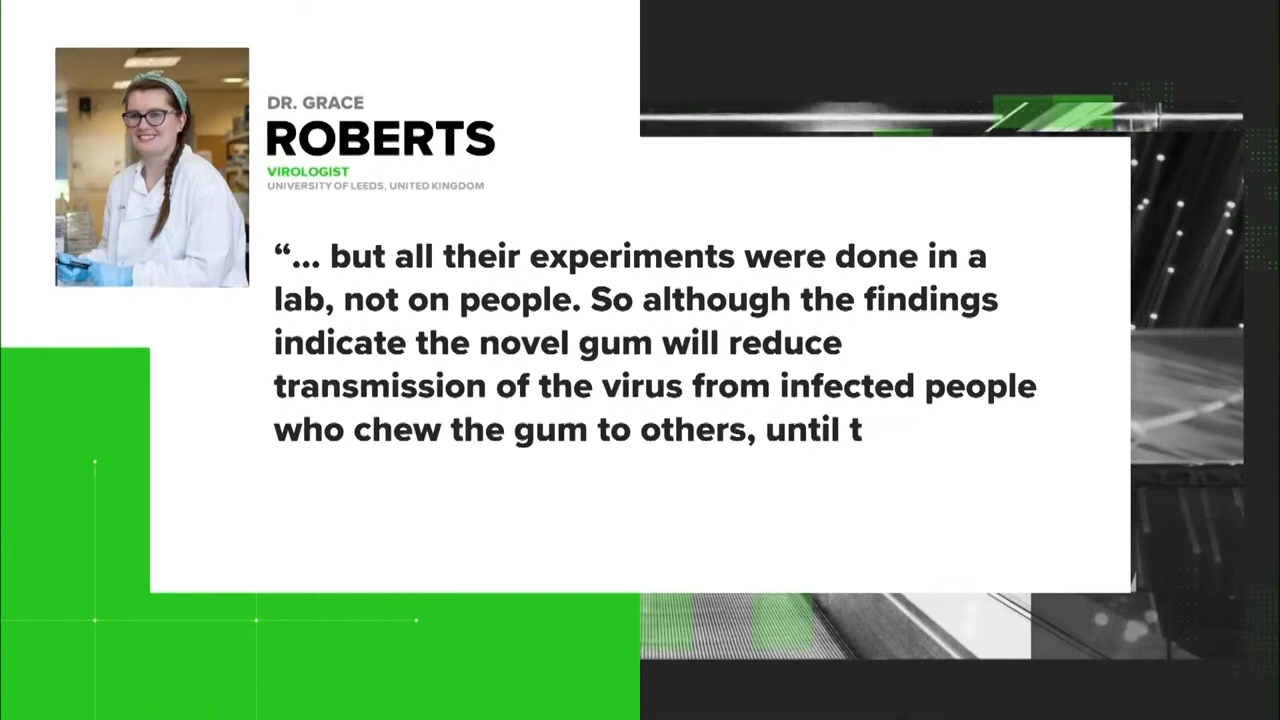 DR. GRACE
ROBERTS
VIROLOGIST
UNIVERSITY OF LEEDS, UNITED KINGDOM
“... but all their experiments were done in a
lab, not on people. So although the findings
indicate the novel gum will reduce
transmission of the virus from infected people
who chew the gum to others, until t